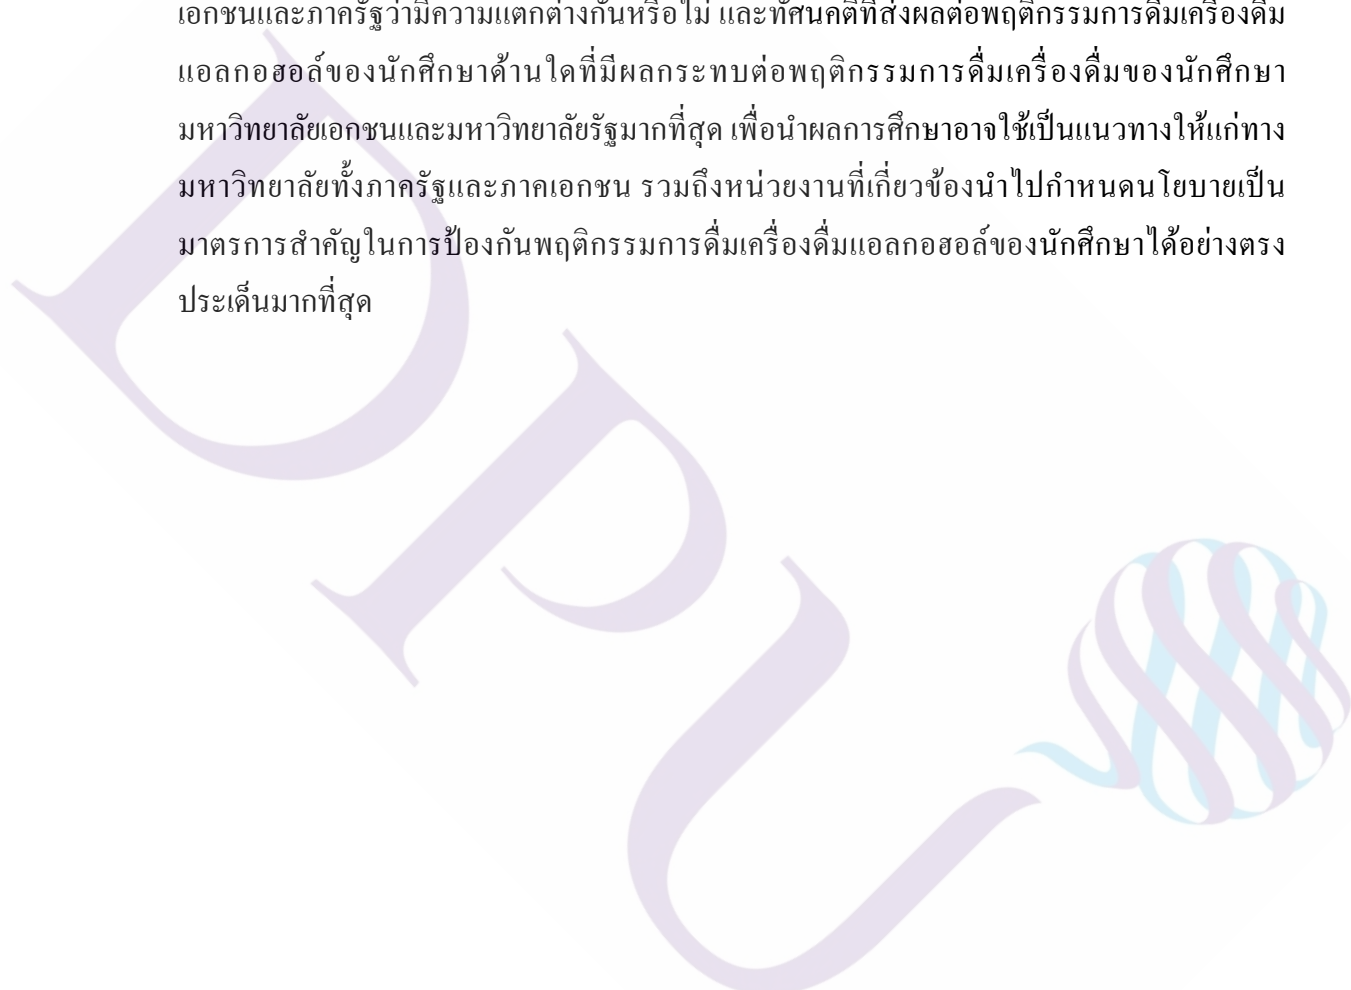 เอกชนและภาครัฐว่ามีความแตกต่างกันหรือไม่ และทัศนคติที่ส่งผลต่อพฤติกรรมการดื่มเครื่องดื่ม
แอลกอฮอล์ของนักศึกษาด้านใดที่มีผลกระทบต่อพฤติกรรมการดื่มเครื่องดื่มของนักศึกษา
มหาวิทยาลัยเอกชนและมหาวิทยาลัยรัฐมากที่สุด เพื่อนำผลการศึกษาอาจใช้เป็นแนวทางให้แก่ทาง
มหาวิทยาลัยทั้งภาครัฐและภาคเอกชน รวมถึงหน่วยงานที่เกี่ยวข้องนำไปกำหนดนโยบายเป็น
มาตรการสำคัญในการป้องกันพฤติกรรมการดื่มเครื่องดื่มแอลกอฮอล์ของนักศึกษาได้อย่างตรง
ประเด็นมากที่สุด
DPU